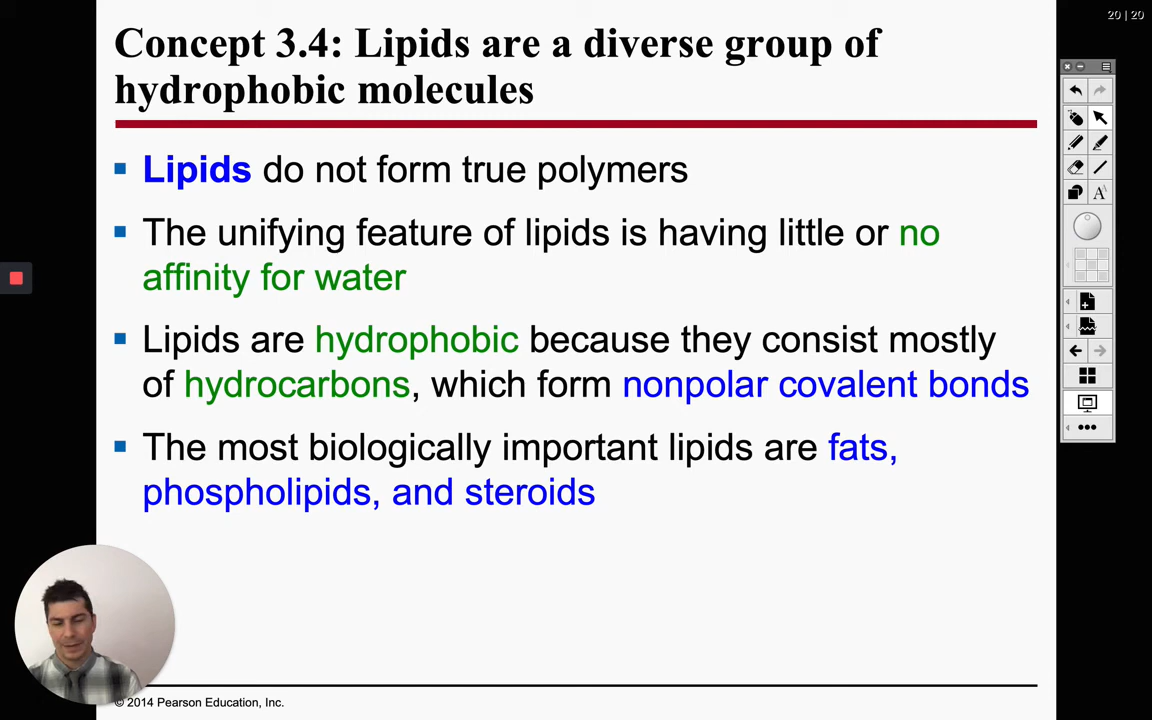 20 | 20
Concept 3.4: Lipids are a diverse group of
hydrophobic molecules
Lipids do not form true polymers
The unifying feature of lipids is having little or no
affinity for water
Lipids are hydrophobic because they consist mostly
of hydrocarbons, which form nonpolar covalent bonds
The most biologically important lipids are fats,
phospholipids, and steroids
© 2014 Pearson Education, Inc.